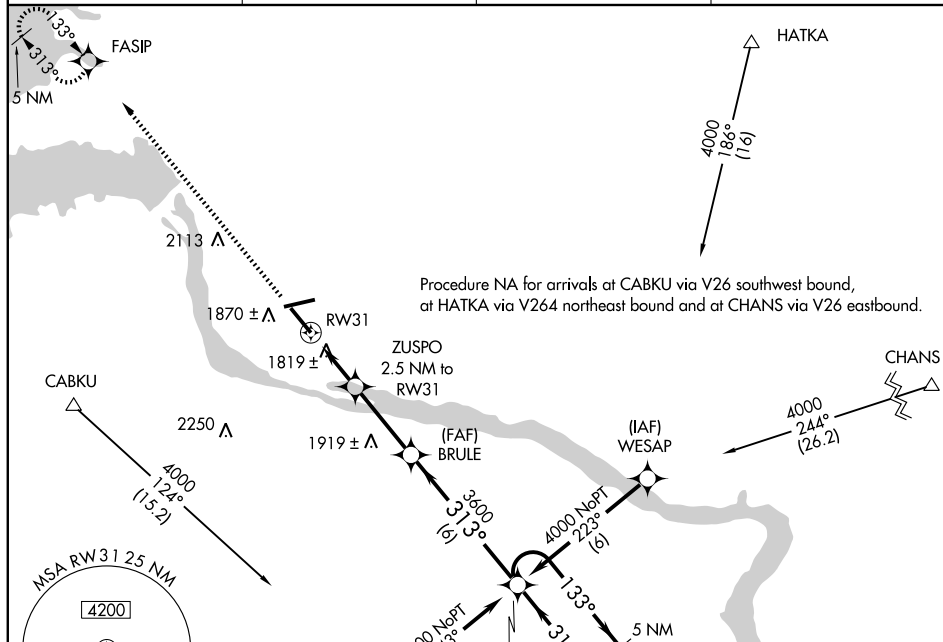 133°
FASIP
313°
5 NM
HATKA
4000
186°
(16)
2113
Procedure NA for arrivals at CABKU via V26 southwest bound,
at HATKA via V264 northeast bound and at CHANS via V26 eastbound.
1870 ±
RW31
1819 ±
ZUSPO
2.5 NM to
RW31
CHANS
CABKU
4000
244°
(26.2)
2250
1919 ±
(FAF)
BRULE
(IAF)
WESAP
4000
124°
(15.2)
3600
313°
(6)
4000 NoPT
223°
(6)
MSA RW31 25 NM
4200
133°
NoPT
5 NM